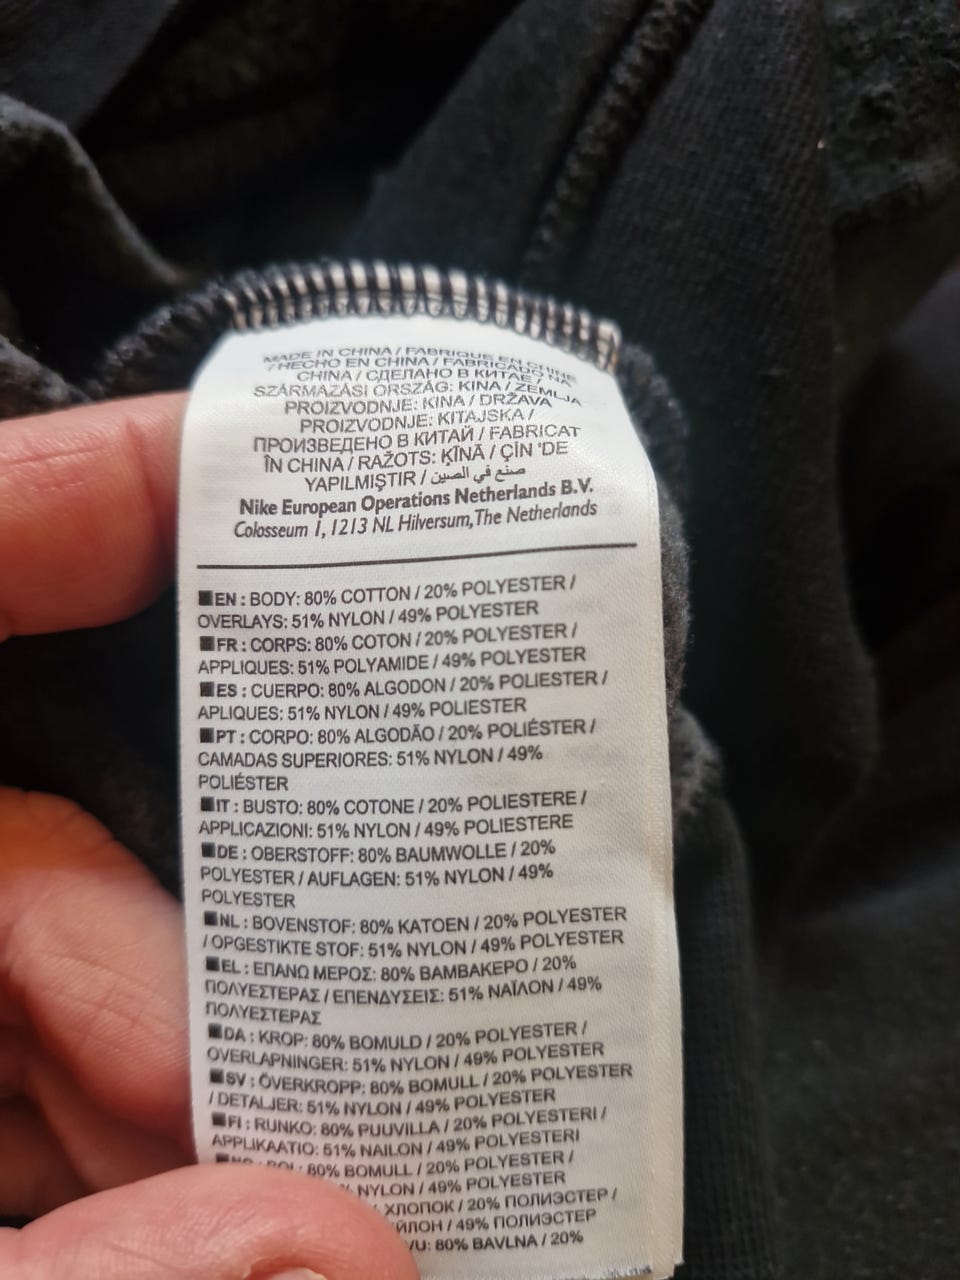 MADE IN CHINA / FABRIQUE EN CHINE
/ HECHO EN CHINA / FABRICADO NA
CHINA / СДЕЛАНО В КИТАЕ /
SZÁRMAZÁSI ORSZÁG: KINA / ZEMLJA
PROIZVODNJE: KINA / DRŽAVA
PROIZVODNJE: KITAJSKA /
ПРОИЗВЕДЕНО В КИТАЙ / FABRICAT
ÎN CHINA / RAŽOTS: ĶĪNĀ / ÇİN 'DE
YAPILMIŞTIR / صنع في الصين
Nike European Operations Netherlands B.V.
Colosseum 1, 1213 NL Hilversum, The Netherlands
EN : BODY: 80% COTTON / 20% POLYESTER /
OVERLAYS: 51% NYLON / 49% POLYESTER
FR : CORPS: 80% COTON / 20% POLYESTER /
APPLIQUES: 51% POLYAMIDE / 49% POLYESTER
ES : CUERPO: 80% ALGODON / 20% POLIESTER /
APLIQUES: 51% NYLON / 49% POLIESTER
PT : CORPO: 80% ALGODÃO / 20% POLIÉSTER /
CAMADAS SUPERIORES: 51% NYLON / 49%
POLIÉSTER
IT : BUSTO: 80% COTONE / 20% POLIESTERE /
APPLICAZIONI: 51% NYLON / 49% POLIESTERE
DE : OBERSTOFF: 80% BAUMWOLLE / 20%
POLYESTER / AUFLAGEN: 51% NYLON / 49%
POLYESTER
NL : BOVENSTOF: 80% KATOEN / 20% POLYESTER
/ OPGESTIKTE STOF: 51% NYLON / 49% POLYESTER
EL : ΕΠΑΝΩ ΜΕΡΟΣ: 80% ΒΑΜΒΑΚΕΡΟ / 20%
ΠΟΛΥΕΣΤΕΡΑΣ / ΕΠΕΝΔΥΣΕΙΣ: 51% ΝΑΪΛΟΝ / 49%
ΠΟΛΥΕΣΤΕΡΑΣ
DA : KROP: 80% BOMULD / 20% POLYESTER /
OVERLAPNINGER: 51% NYLON / 49% POLYESTER
SV : ÖVERKROPP: 80% BOMULL / 20% POLYESTER
/ DETALJER: 51% NYLON / 49% POLYESTER
FI : RUNKO: 80% PUUVILLA / 20% POLYESTERI /
APPLIKAATIO: 51% NAILON / 49% POLYESTERI
80% BOMULL / 20% POLYESTER /
NYLON / 49% POLYESTER
ХЛОПОК / 20% ПОЛИЭСТЕР /
49% ПОЛИЭСТЕР
80% BAVLNA / 20%